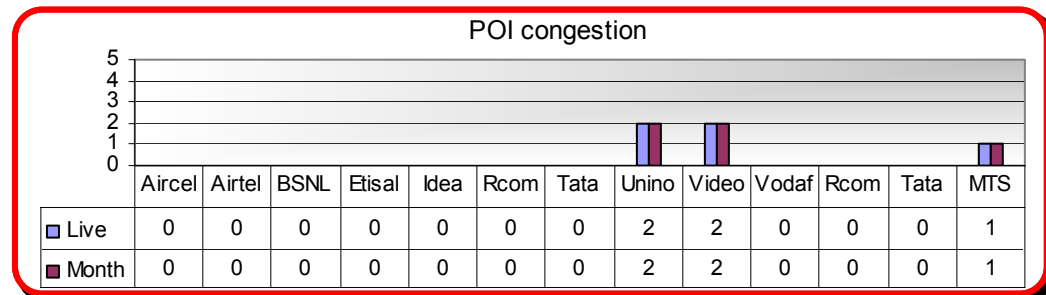 POI congestion
5
4
3
2
1
0
Aircel Airtel BSNL Etisal Idea Rcom Tata Unino Video Vodaf Rcom Tata MTS
Live 0 0 0 0 0 0 0 2 2 0 0 0 1
Month 0 0 0 0 0 0 0 2 2 0 0 0 1